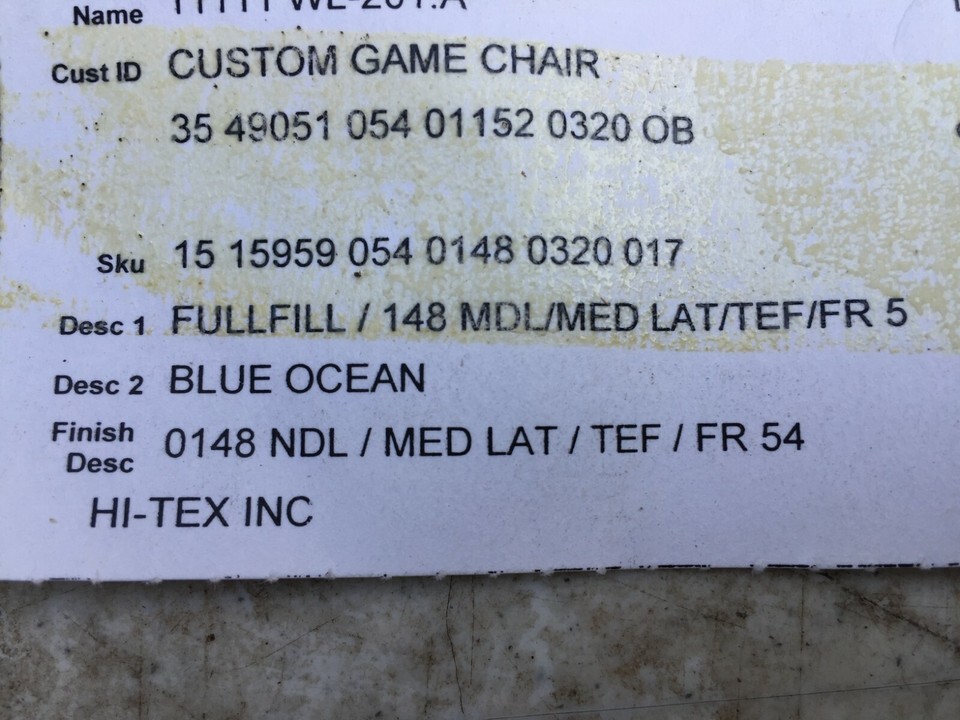 Name
Cust ID CUSTOM GAME CHAIR
35 49051 054 01152 0320 OB
Sku 15 15959 054 0148 0320 017
Desc 1 FULLFILL / 148 MDL/MED LAT/TEF/FR 5
Desc 2 BLUE OCEAN
Finish Desc 0148 NDL / MED LAT / TEF / FR 54
HI-TEX INC